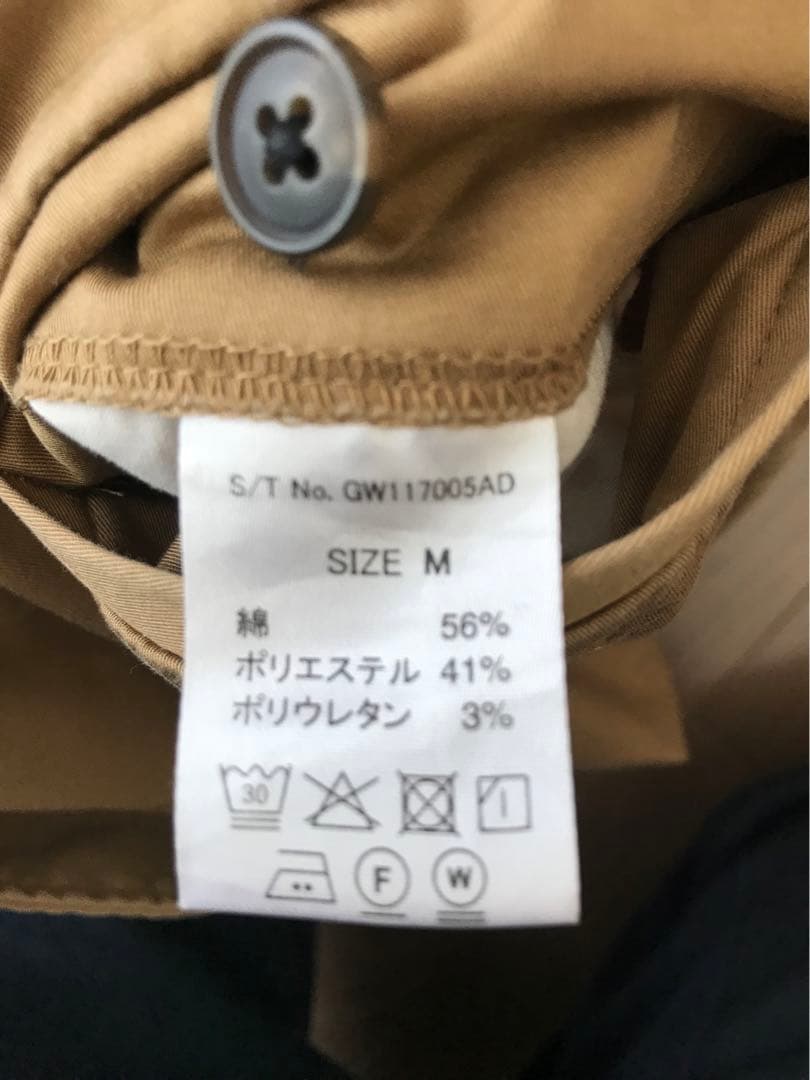 S/T No. GW117005AD
SIZE M
綿 56%
ポリエステル 41%
ポリウレタン 3%
30
F W